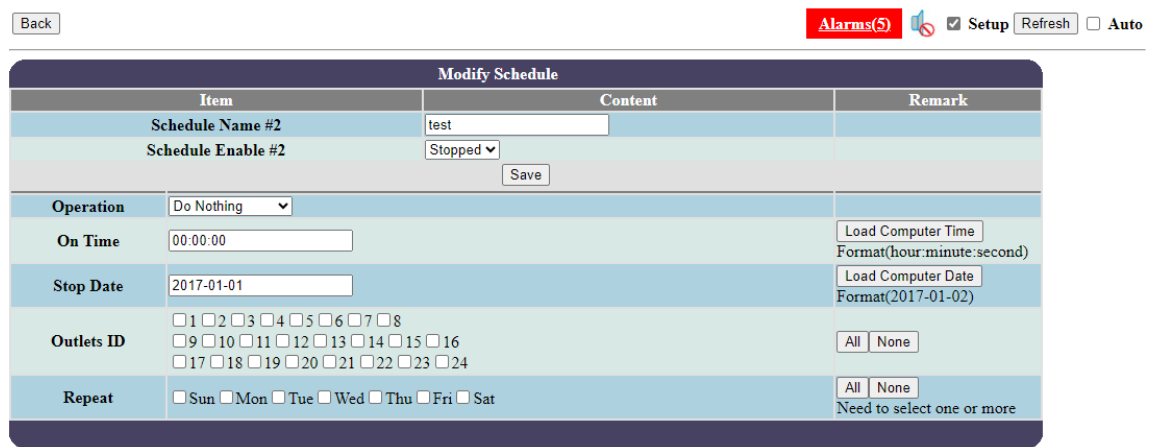 Back Alarms(5) Setup Refresh Auto
Modify Schedule
Item Content Remark
Schedule Name #2 test
Schedule Enable #2 Stopped
Save
Operation Do Nothing
On Time 00:00:00 Load Computer Time
Format(hour:minute:second)
Stop Date 2017-01-01 Load Computer Date
Format(2017-01-02)
1 2 3 4 5 6 7 8
Outlets ID 9 10 11 12 13 14 15 16 All None
17 18 19 20 21 22 23 24
Repeat Sun Mon Tue Wed Thu Fri Sat All None
Need to select one or more